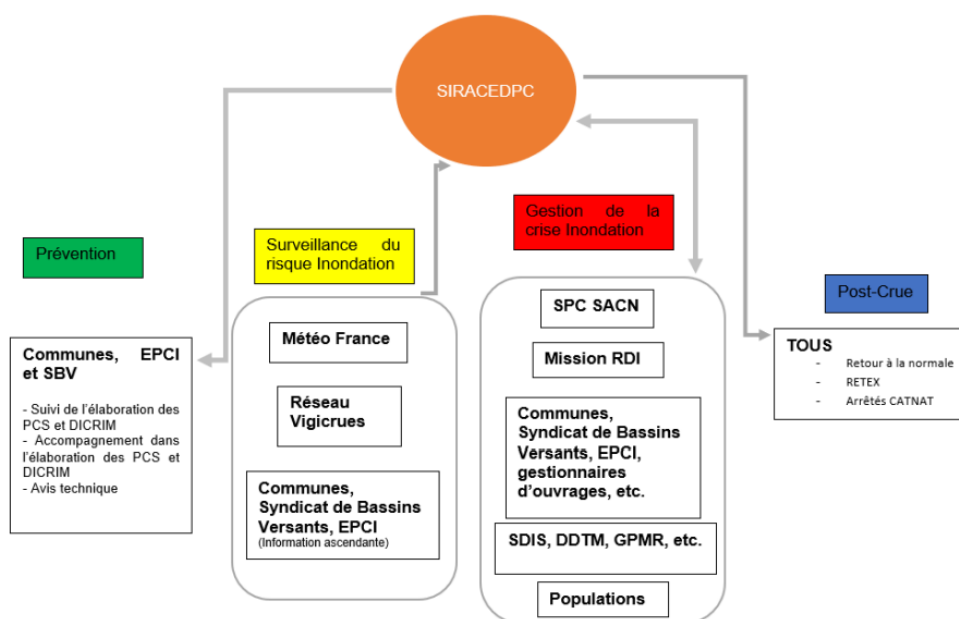 SIRACEDPC
Prévention
Communes, EPCI
et SBV
- Suivi de l'élaboration des
PCS et DICRIM
- Accompagnement dans
l'élaboration des PCS et
DICRIM
- Avis technique
Surveillance du
risque Inondation
Météo France
Réseau
Vigicrues
Communes,
Syndicat de Bassins
Versants, EPCI
(Information ascendante)
Gestion de la
crise Inondation
SPC SACN
Mission RDI
Communes,
Syndicat de Bassins
Versants, EPCI,
gestionnaires
d'ouvrages, etc.
SDIS, DDTM, GPMR, etc.
Populations
Post-Crue
TOUS
- Retour à la normale
- RETEX
- Arrêtés CATNAT